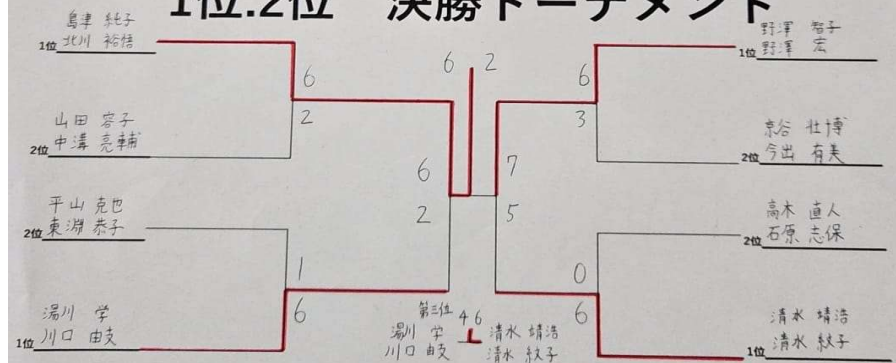 1位.2位 決勝トーナメント
島津 純子
1位 北川 裕悟
6
2
山田 容子
2位 中溝 亮輔
平山 克也
2位 東淵 恭子
1
6
湯川 学
1位 川口 由支
6 2
6
2
7
5
野澤 智子
1位 野澤 宏
6
3
京谷 壮博
2位 今出 有美
高木 直人
2位 石原 志保
0
6
清水 靖浩
1位 清水 紋子
第三位
4 6
湯川 学
川口 由支
清水 靖浩
清水 紋子